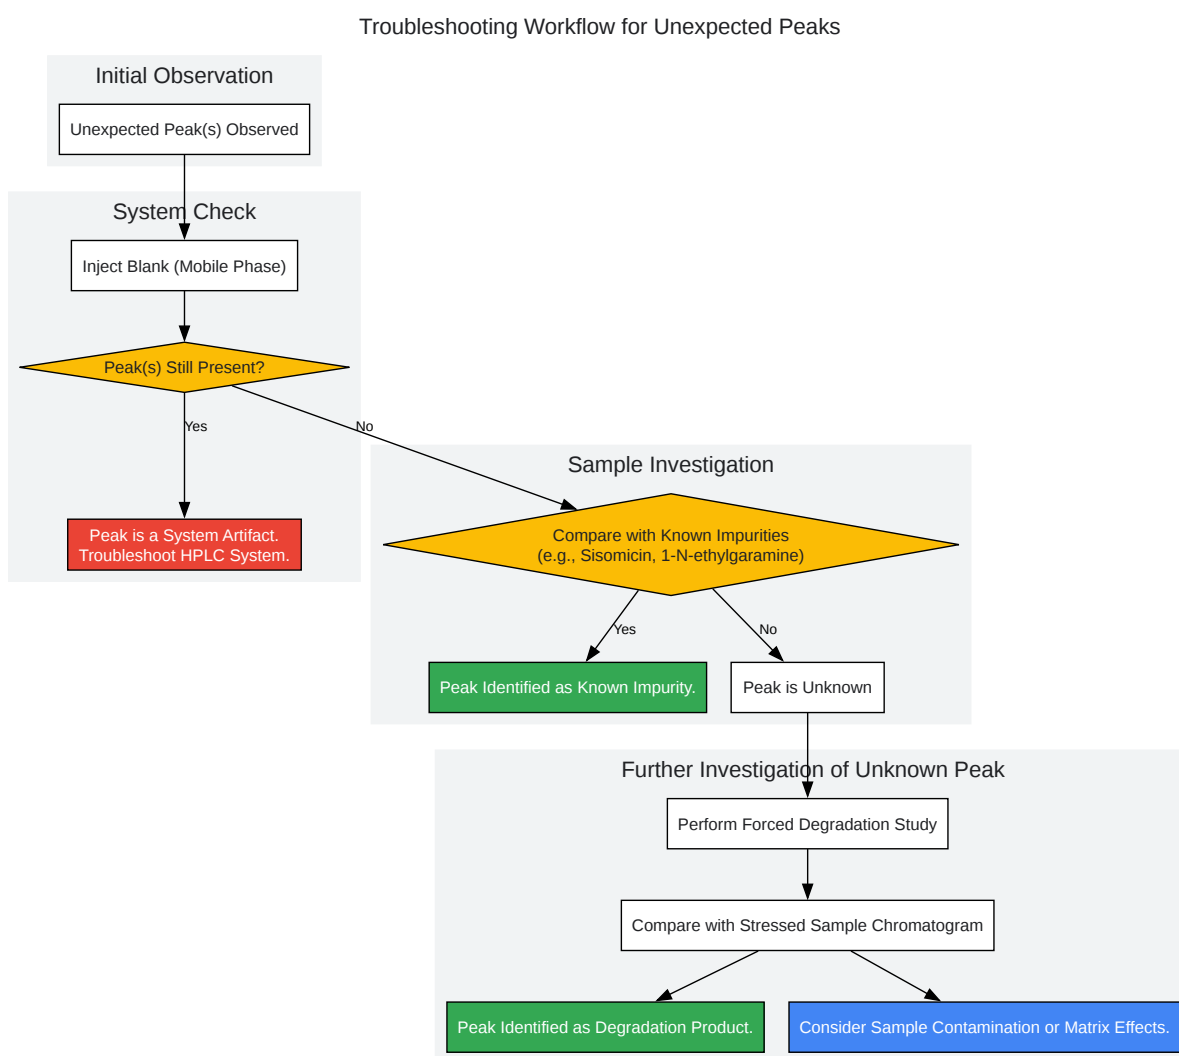 Troubleshooting Workflow for Unexpected Peaks
Initial Observation
Unexpected Peak(s) Observed
System Check
Inject Blank (Mobile Phase)
Peak(s) Still Present?
Yes
No
Peak is a System Artifact.
Troubleshoot HPLC System.
Sample Investigation
Compare with Known Impurities
(e.g., Sisomicin, 1-N-ethylgaramine)
Yes
No
Peak Identified as Known Impurity.
Peak is Unknown
Further Investigation of Unknown Peak
Perform Forced Degradation Study
Compare with Stressed Sample Chromatogram
Peak Identified as Degradation Product.
Consider Sample Contamination or Matrix Effects.